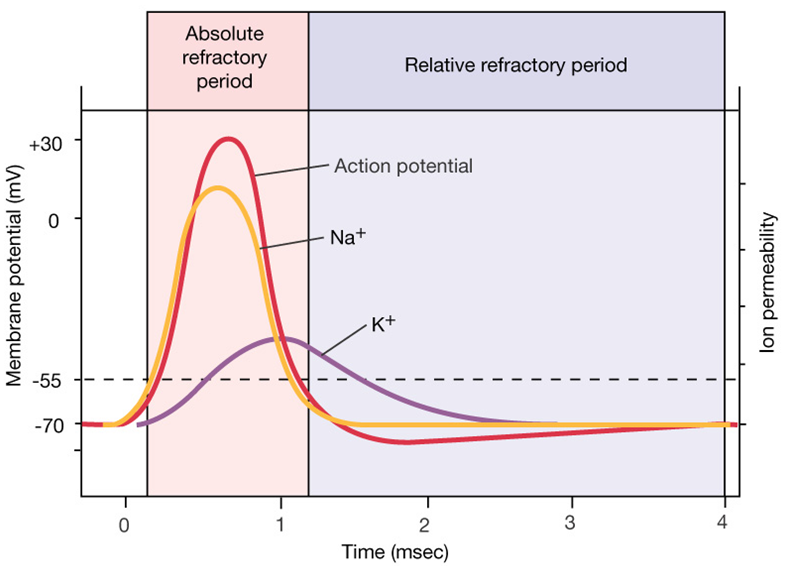 Absolute
refractory
period
Relative refractory period
+30
Action potential
0
Na+
K+
-55
-70
Membrane potential (mV)
Ion permeability
0
1
2
3
4
Time (msec)